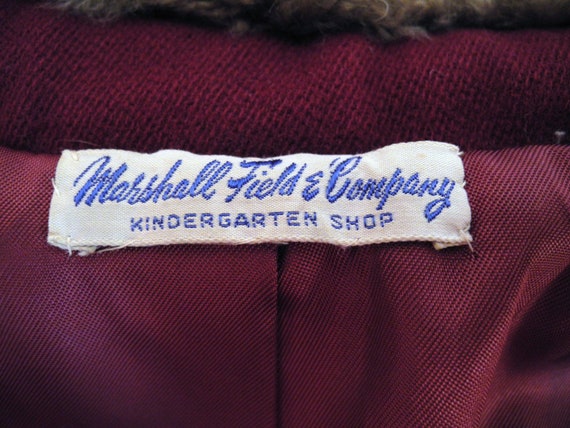 Marshall Field & Company
KINDERGARTEN SHOP